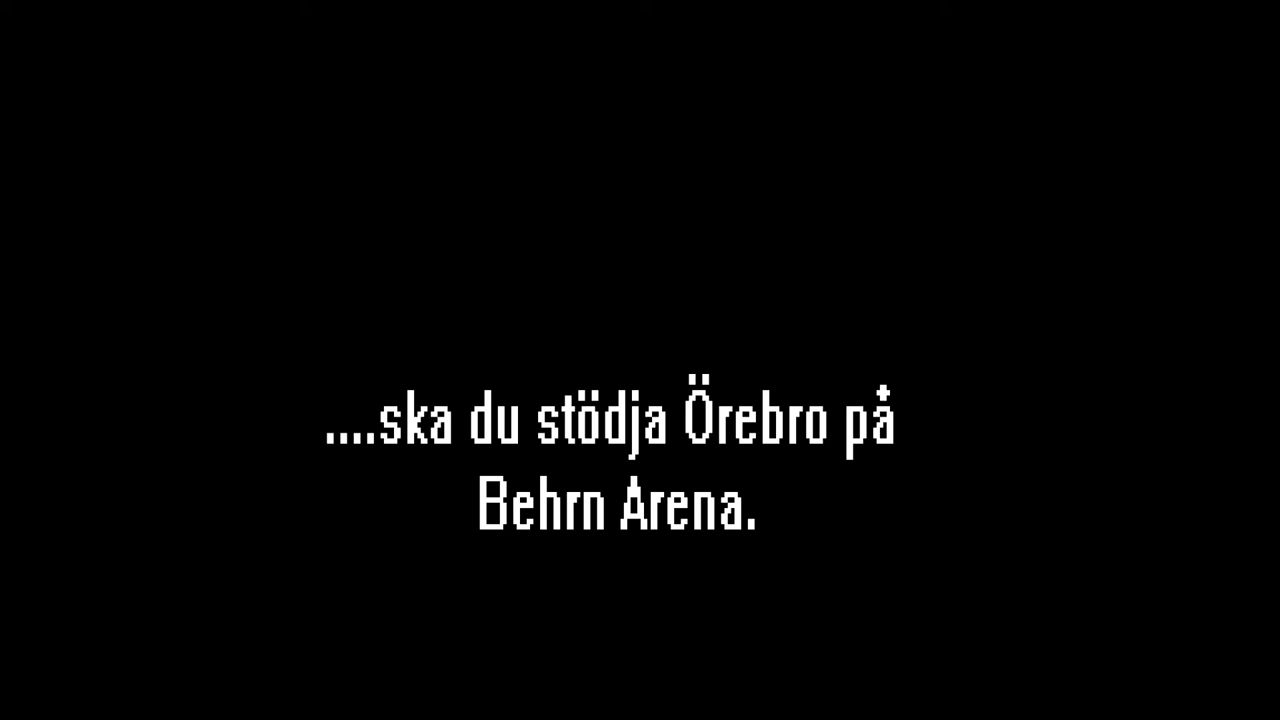 ....ska du stödja Örebro på
Behrn Arena.